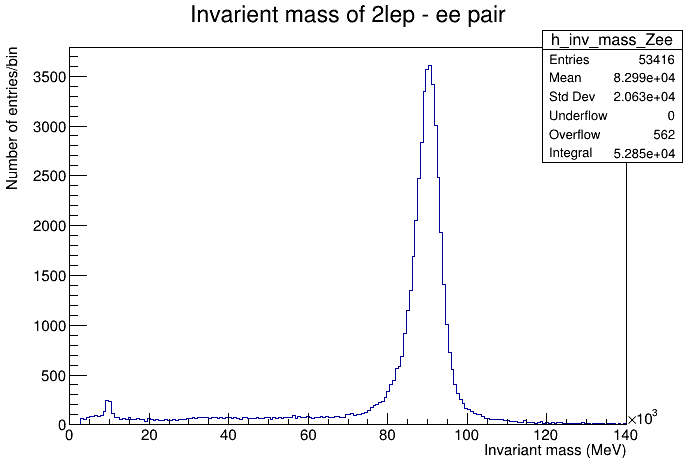 Invarient mass of 2lep - ee pair
h_inv_mass_Zee
Entries 53416
Mean 8.299e+04
Std Dev 2.063e+04
Underflow 0
Overflow 562
Integral 5.285e+04
Number of entries/bin
3500
3000
2500
2000
1500
1000
500
0
0 20 40 60 80 100 120 140
×10³
Invariant mass (MeV)